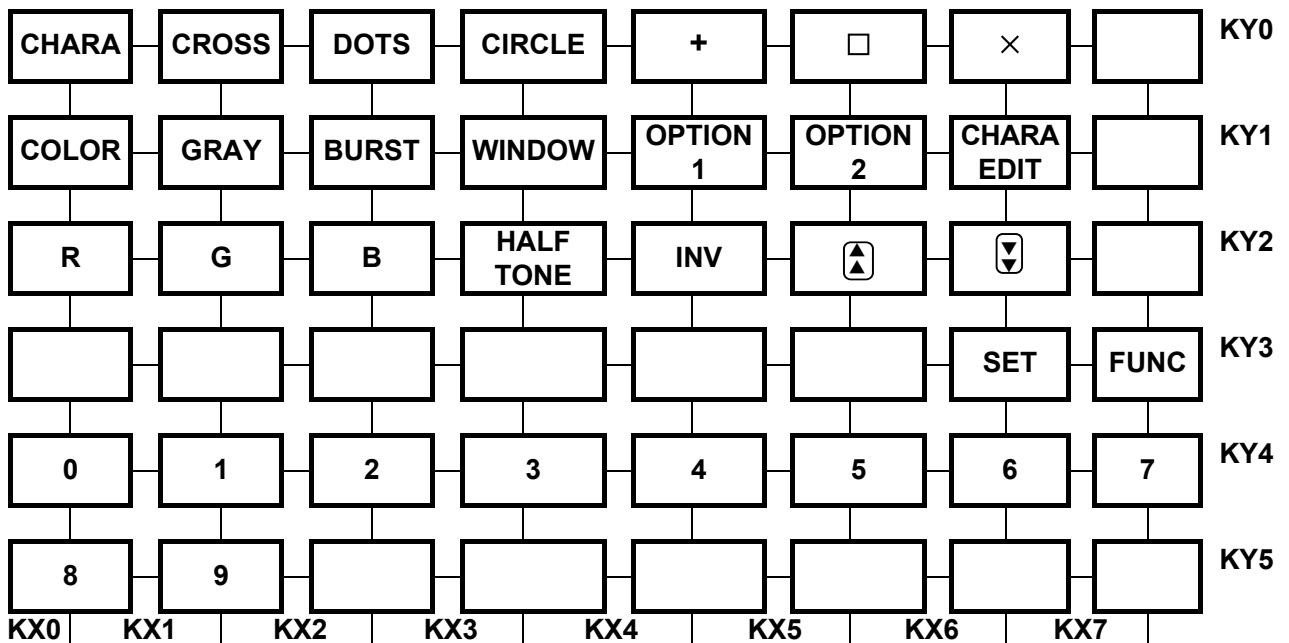 CHARA CROSS DOTS CIRCLE + □ × KY0
COLOR GRAY BURST WINDOW OPTION 1 OPTION 2 CHARA EDIT KY1
R G B HALF TONE INV KY2
SET FUNC KY3
0 1 2 3 4 5 6 7 KY4
8 9 KY5
KX0 KX1 KX2 KX3 KX4 KX5 KX6 KX7